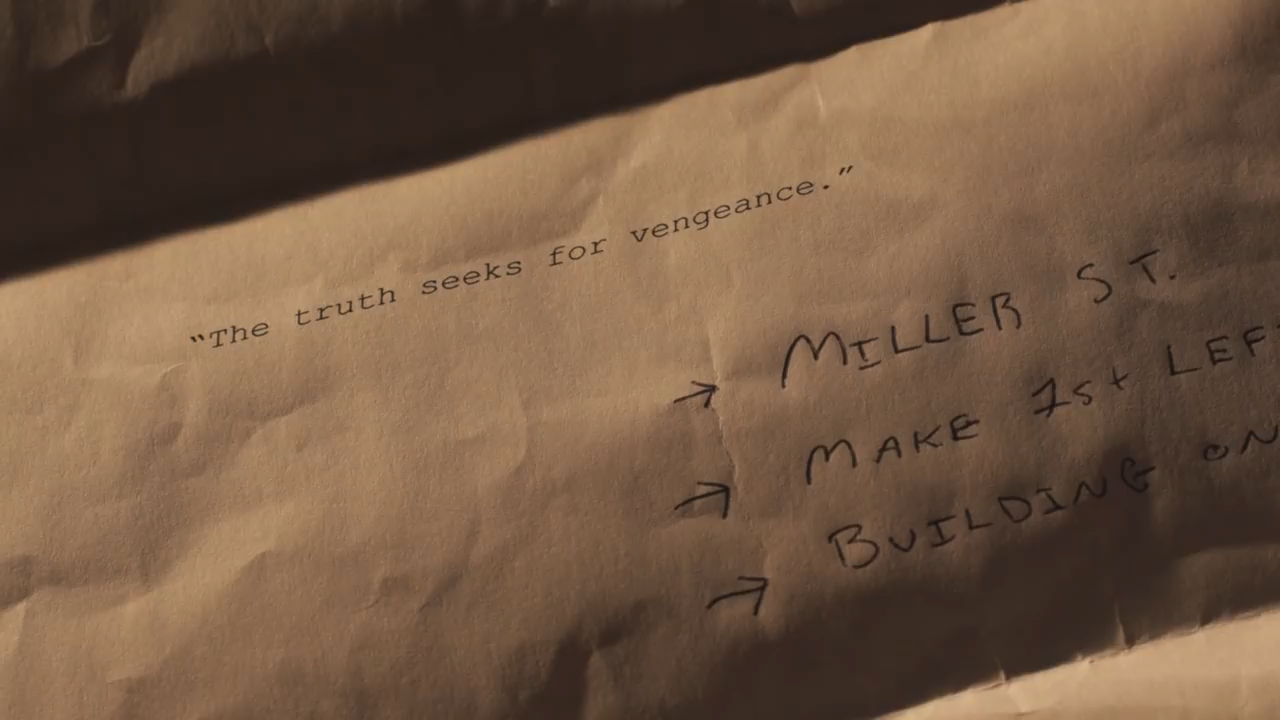 “The truth seeks for vengeance.”
→ MILLER ST.
→ MAKE 1st LEF
→ BUILDING ON